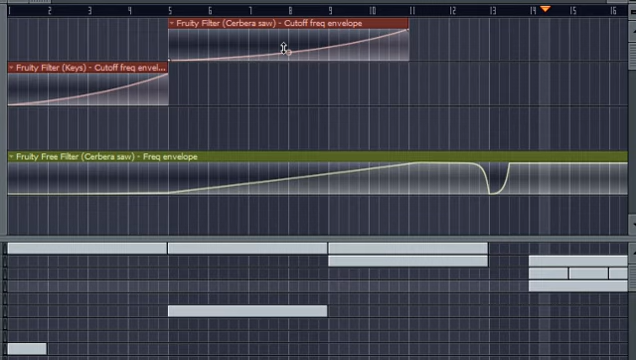 1 2 3 4 5 6 7 8 9 10 11 12 13 14 15 16
Fruity Filter (Cerbera saw) - Cutoff freq envelope
Fruity Filter (Keys) - Cutoff freq envel...
Fruity Free Filter (Cerbera saw) - Freq envelope